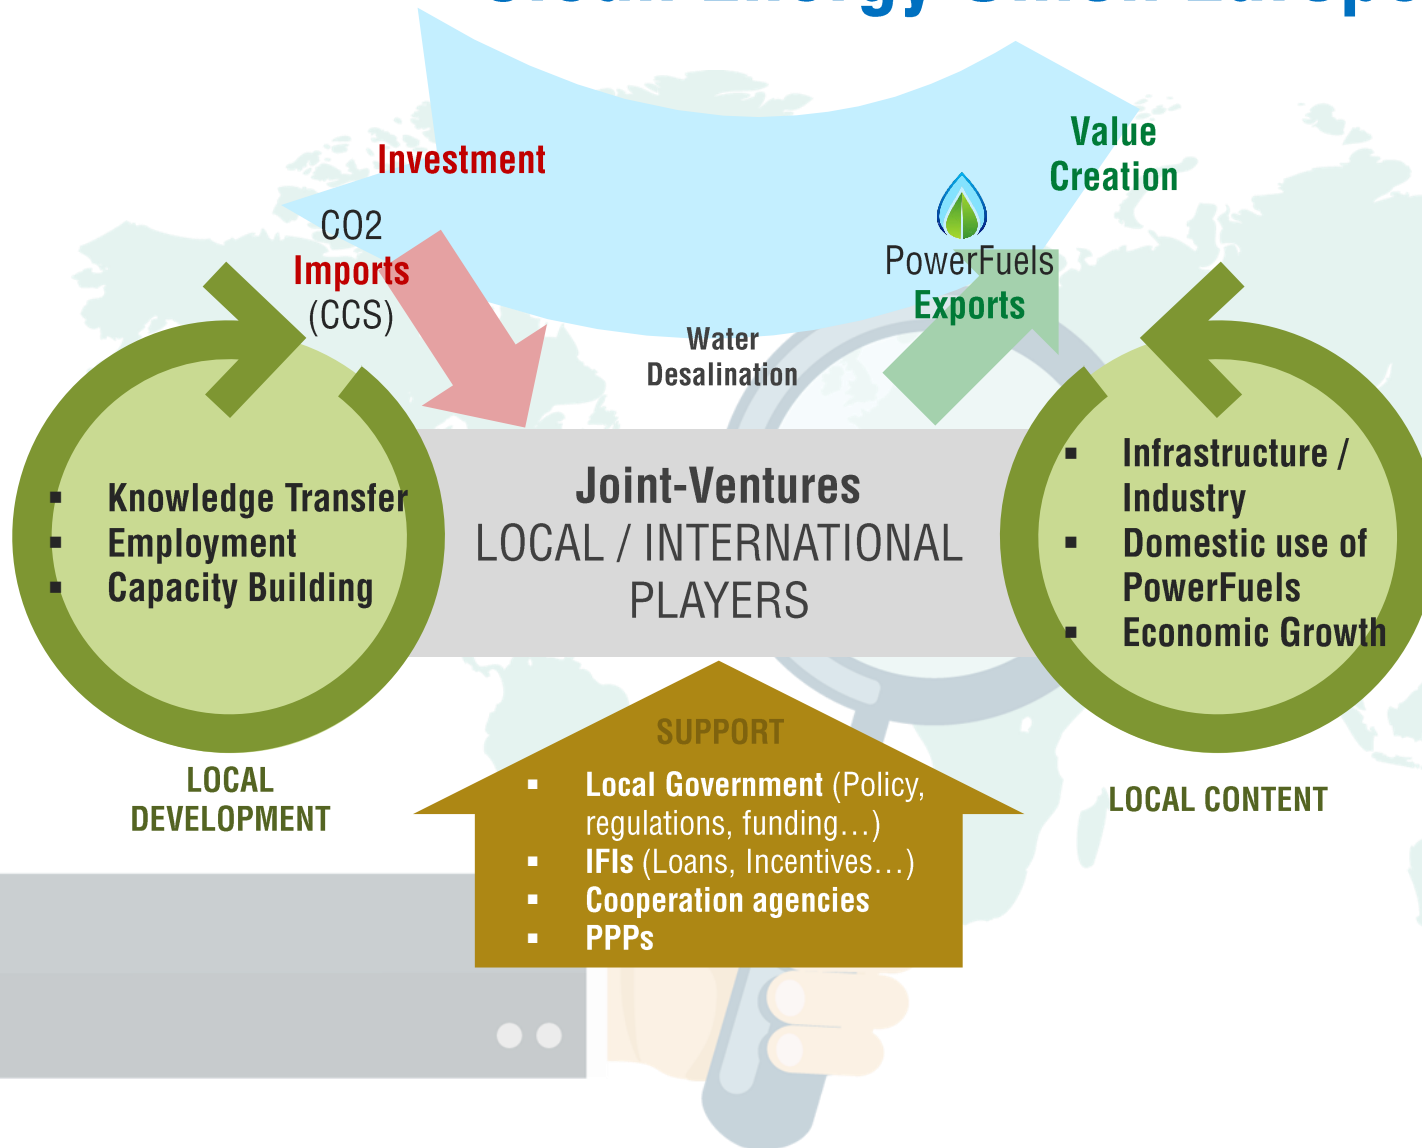 Investment
CO2
Imports
(CCS)
Value
Creation
PowerFuels
Exports
Water
Desalination
▪ Knowledge Transfer
▪ Employment
▪ Capacity Building
LOCAL
DEVELOPMENT
Joint-Ventures
LOCAL / INTERNATIONAL
PLAYERS
▪ Infrastructure /
Industry
▪ Domestic use of
PowerFuels
▪ Economic Growth
LOCAL CONTENT
SUPPORT
▪ Local Government (Policy,
regulations, funding…)
▪ IFIs (Loans, Incentives…)
▪ Cooperation agencies
▪ PPPs